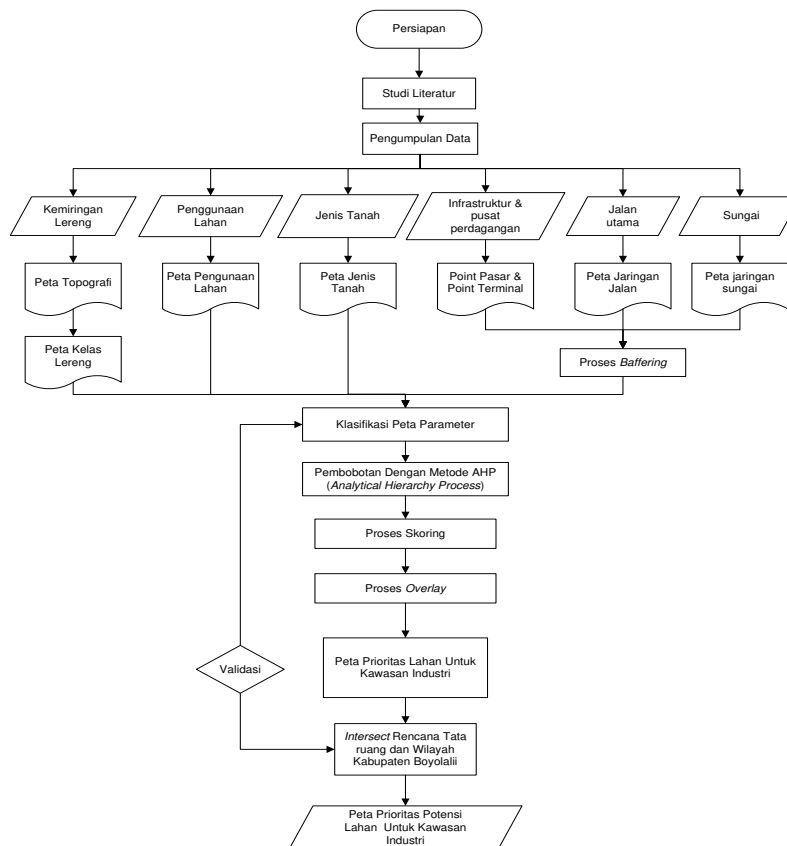 Persiapan
Studi Literatur
Pengumpulan Data
Kemiringan
Lereng
Penggunaan
Lahan
Jenis Tanah
Infrastruktur &
pusat
perdagangan
Jalan
utama
Sungai
Peta Topografi
Peta Pengunaan
Lahan
Peta Jenis
Tanah
Point Pasar &
Point Terminal
Peta Jaringan
Jalan
Peta jaringan
sungai
Peta Kelas
Lereng
Proses Baffering
Klasifikasi Peta Parameter
Pembobotan Dengan Metode AHP
(Analytical Hierarchy Process)
Proses Skoring
Proses Overlay
Validasi
Peta Prioritas Lahan Untuk
Kawasan Industri
Intersect Rencana Tata
ruang dan Wilayah
Kabupaten Boyolalii
Peta Prioritas Potensi
Lahan Untuk Kawasan
Industri